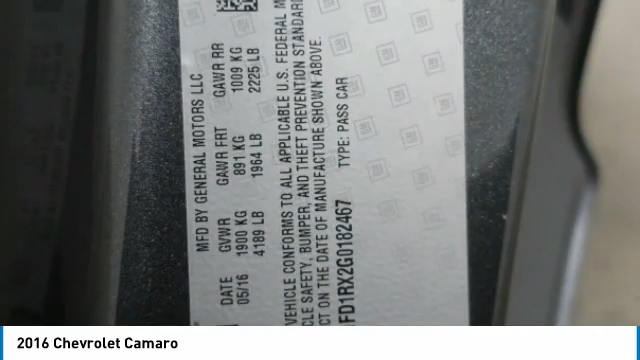 MFD BY GENERAL MOTORS LLC
DATE GVWR GAWR FRT GAWR RR
05/16 1900 KG 891 KG 1009 KG
4189 LB 1964 LB 2225 LB
VEHICLE CONFORMS TO ALL APPLICABLE U.S. FEDERAL M
CLE SAFETY, BUMPER, AND THEFT PREVENTION STANDARD
CT ON THE DATE OF MANUFACTURE SHOWN ABOVE.
FD1RX2G0182467 TYPE: PASS CAR
2016 Chevrolet Camaro